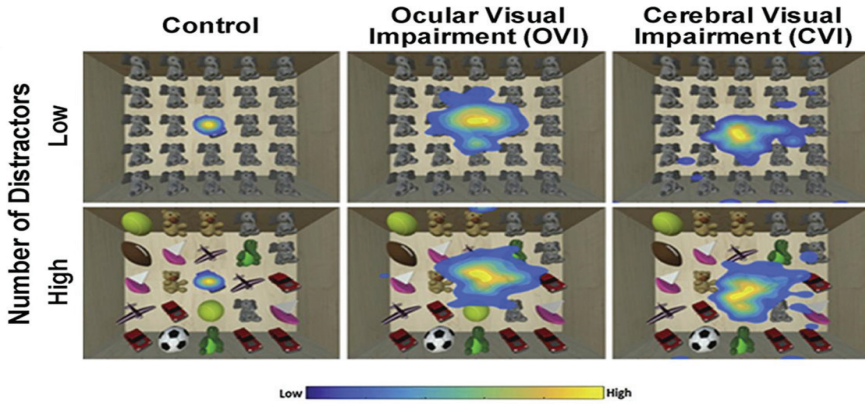 Control
Ocular Visual
Impairment (OVI)
Cerebral Visual
Impairment (CVI)
Number of Distractors
Low
High
Low
High